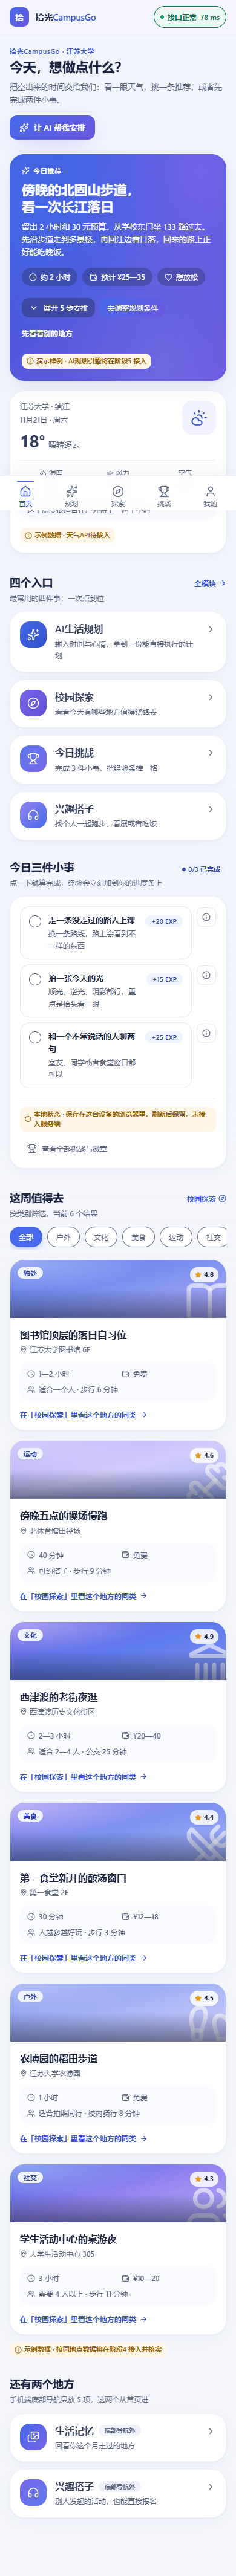 拾 拾光CampusGo
接口正常 78 ms
拾光CampusGo · 江苏大学
今天，想做点什么？
把空出来的时间交给我们：看一眼天气，挑一条推荐，或者先
完成两件小事。
让 AI 帮我安排
今日推荐
傍晚的北固山步道，
看一次长江落日
留出 2 小时和 30 元预算，从学校东门坐 133 路过去。
先沿步道走到多景楼，再回江边看日落，回来的路上正
好能吃晚饭。
约 2 小时
预计 ¥25—35
想放松
展开 5 步安排
去调整规划条件
先看看别的地方
演示样例 · AI规划引擎将在阶段5 接入
江苏大学 · 镇江
11月21日 · 周六
18° 晴转多云
湿度
风力
空气
首页
规划
探索
挑战
我的
示例数据 · 天气API待接入
四个入口
全模块
最常用的四件事，一次点到位
AI生活规划
输入时间与心情，拿到一份能直接执行的计
划
校园探索
看看今天有哪些地方值得绕路去
今日挑战
完成 3 件小事，把经验条推一格
兴趣搭子
找个人一起跑步、看展或者吃饭
今日三件小事
0/3 已完成
点一下就算完成，经验会立刻加到你的进度条上
走一条没走过的路去上课
+20 EXP
换一条路线，路上会看到不
一样的东西
拍一张今天的光
+15 EXP
顺光、逆光、阴影都行，重
点是抬头看一眼
和一个不常说话的人聊两
句
+25 EXP
室友、同学或者食堂窗口都
可以
本地状态 · 保存在这台设备的浏览器里，刷新后保留，未接
入服务端
查看全部挑战与徽章
这周值得去
校园探索
按类别筛选，当前 6 个结果
全部
户外
文化
美食
运动
社交
独处
4.8
图书馆顶层的落日自习位
江苏大学图书馆 6F
1—2 小时
免费
适合一个人 · 步行 6 分钟
在「校园探索」里看这个地方的同类
运动
4.6
傍晚五点的操场慢跑
北体育馆田径场
40 分钟
免费
可约搭子 · 步行 9 分钟
在「校园探索」里看这个地方的同类
文化
4.9
西津渡的老街夜逛
西津渡历史文化街区
2—3 小时
¥20—40
适合 2—4 人 · 公交 25 分钟
在「校园探索」里看这个地方的同类
美食
4.4
第一食堂新开的酸汤窗口
第一食堂 2F
30 分钟
¥12—18
人越多越好玩 · 步行 3 分钟
在「校园探索」里看这个地方的同类
户外
4.5
农博园的稻田步道
江苏大学农博园
1 小时
免费
适合拍照同行 · 校内骑行 8 分钟
在「校园探索」里看这个地方的同类
社交
4.3
学生活动中心的桌游夜
大学生活动中心 305
3 小时
¥10—20
需要 4 人以上 · 步行 11 分钟
在「校园探索」里看这个地方的同类
示例数据 · 校园地点数据将在阶段4 接入并核实
还有两个地方
手机端底部导航只放 5 项，这两个从首页进
生活记忆
底部导航外
回看你这个月走过的地方
兴趣搭子
底部导航外
别人发起的活动，也能直接报名